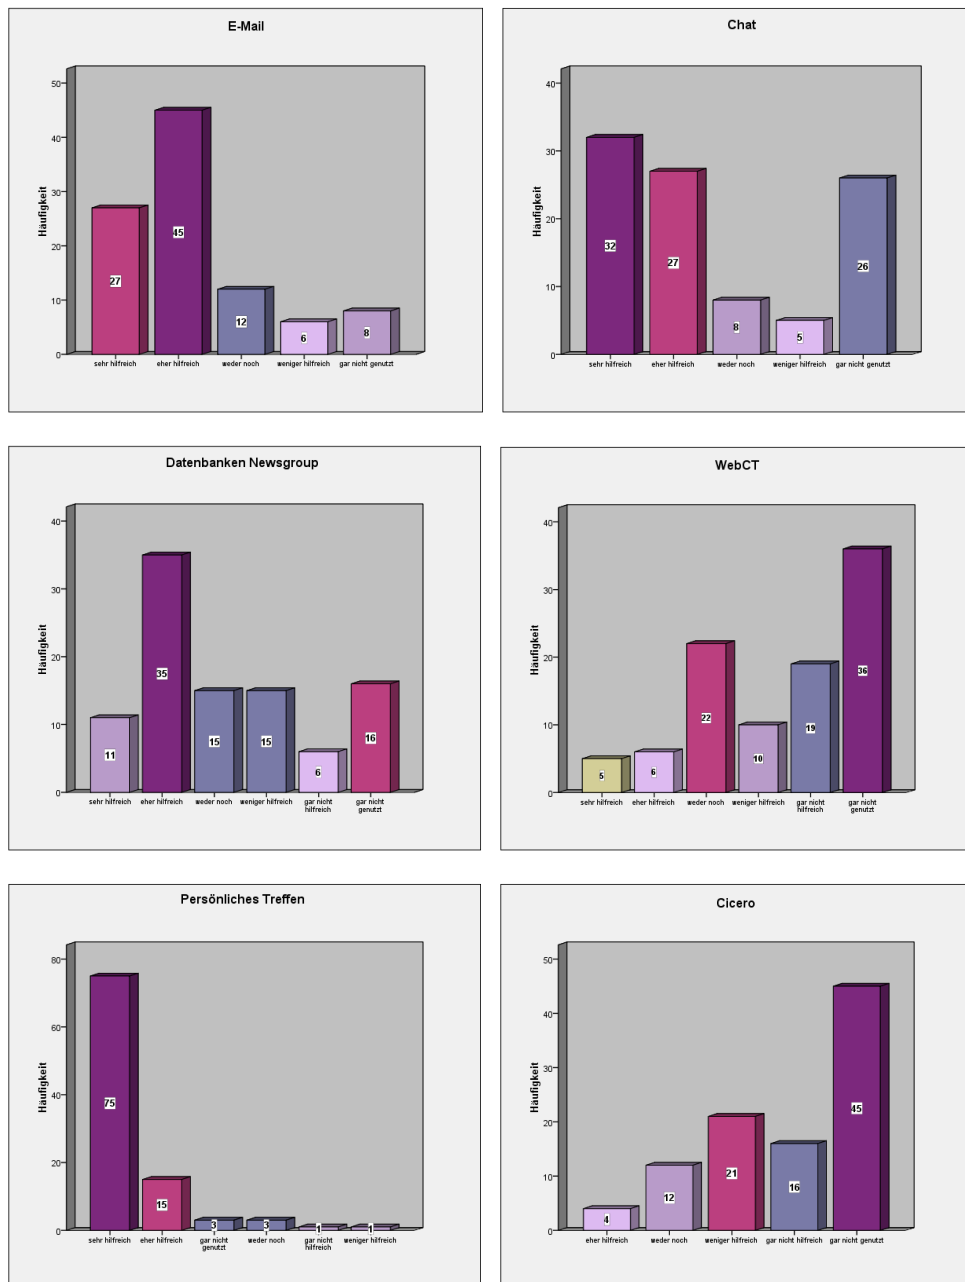 E-Mail
Häufigkeit
50
40
30
20
10
0
27
45
12
6
8
sehr hilfreich
eher hilfreich
weder noch
weniger hilfreich
gar nicht genutzt
Chat
Häufigkeit
40
30
20
10
0
32
27
8
5
26
sehr hilfreich
eher hilfreich
weder noch
weniger hilfreich
gar nicht genutzt
Datenbanken Newsgroup
Häufigkeit
40
30
20
10
0
11
35
15
15
6
16
sehr hilfreich
eher hilfreich
weder noch
weniger hilfreich
gar nicht
hilfreich
gar nicht
genutzt
WebCT
Häufigkeit
40
30
20
10
0
5
6
22
10
19
36
sehr hilfreich
eher hilfreich
weder noch
weniger hilfreich
gar nicht
hilfreich
gar nicht
genutzt
Persönliches Treffen
Häufigkeit
80
60
40
20
0
75
15
3
3
1
1
sehr hilfreich
eher hilfreich
gar nicht
genutzt
weder noch
gar nicht
hilfreich
weniger hilfreich
Cicero
Häufigkeit
50
40
30
20
10
0
4
12
21
16
45
eher hilfreich
weder noch
weniger hilfreich
gar nicht hilfreich
gar nicht genutzt